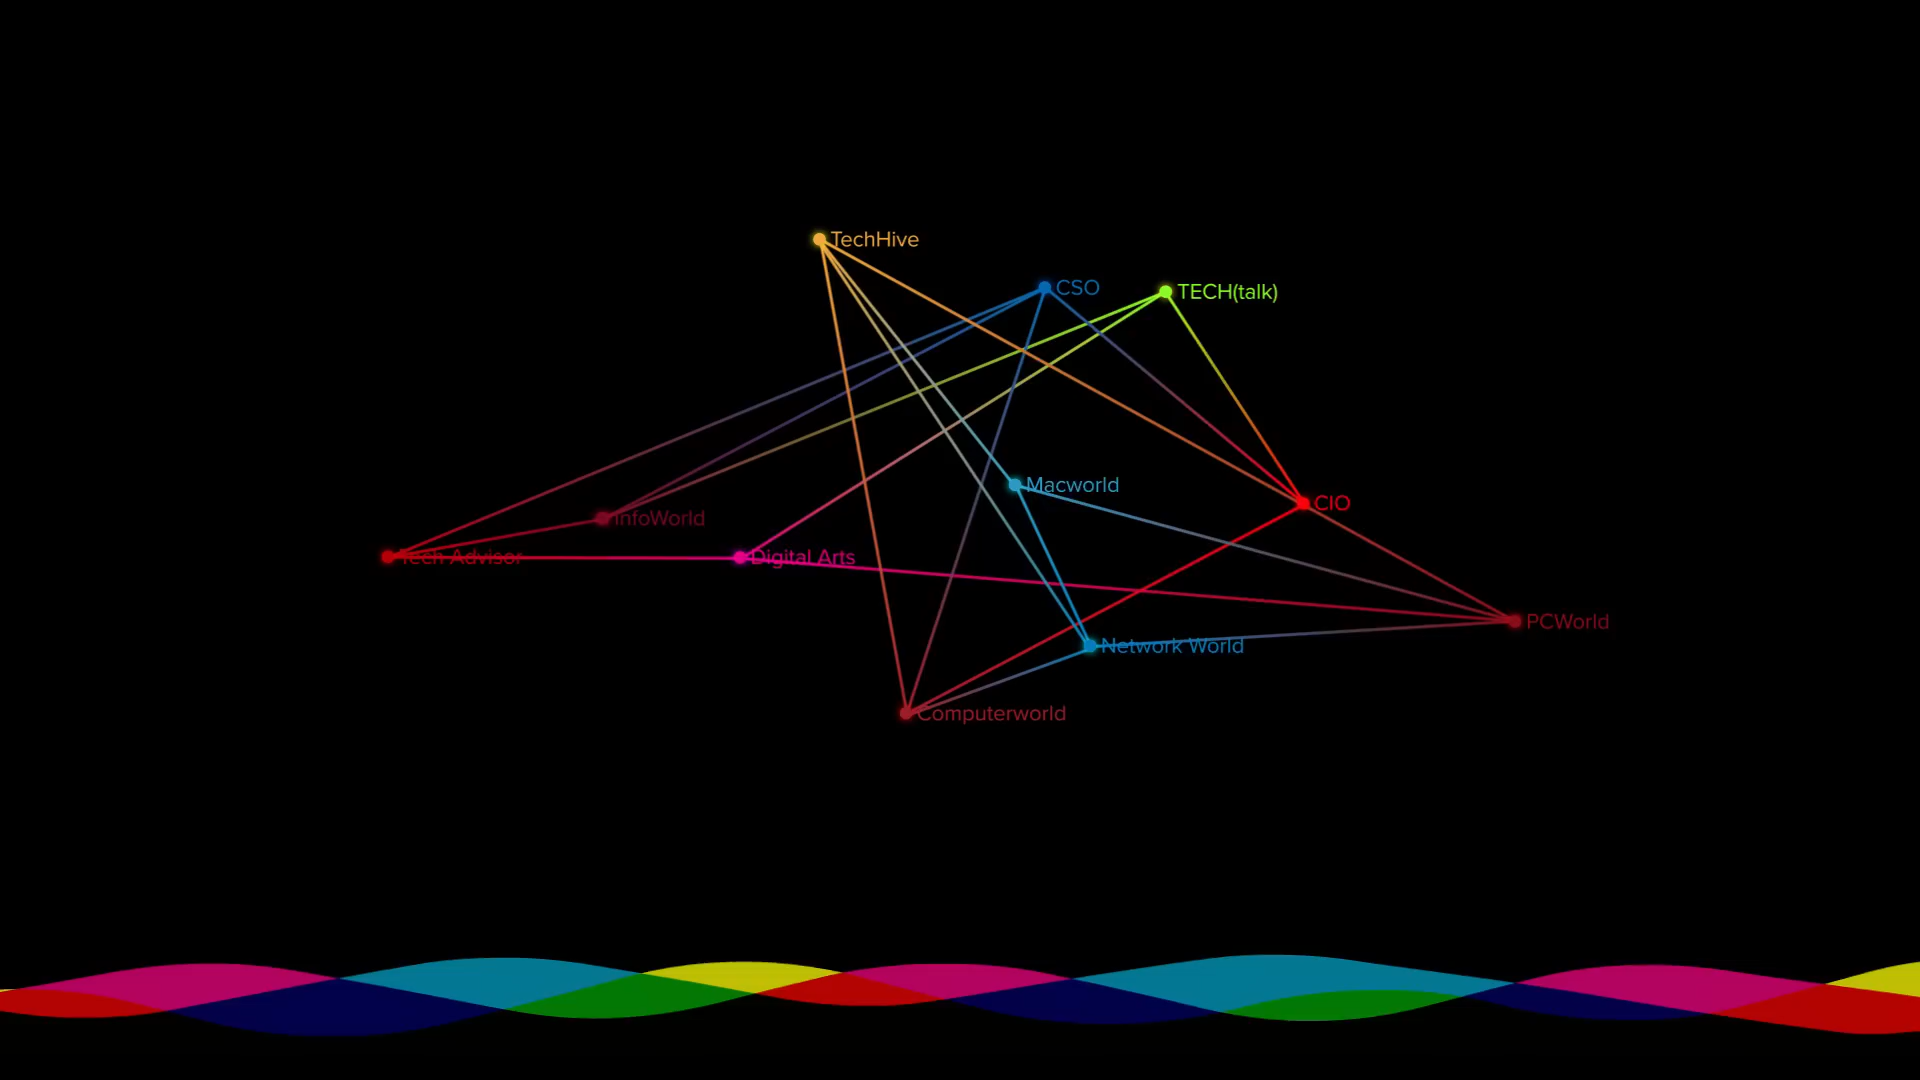 TechHive
CSO
TECH(talk)
Macworld
CIO
InfoWorld
Tech Advisor
Digital Arts
PCWorld
Network World
Computerworld